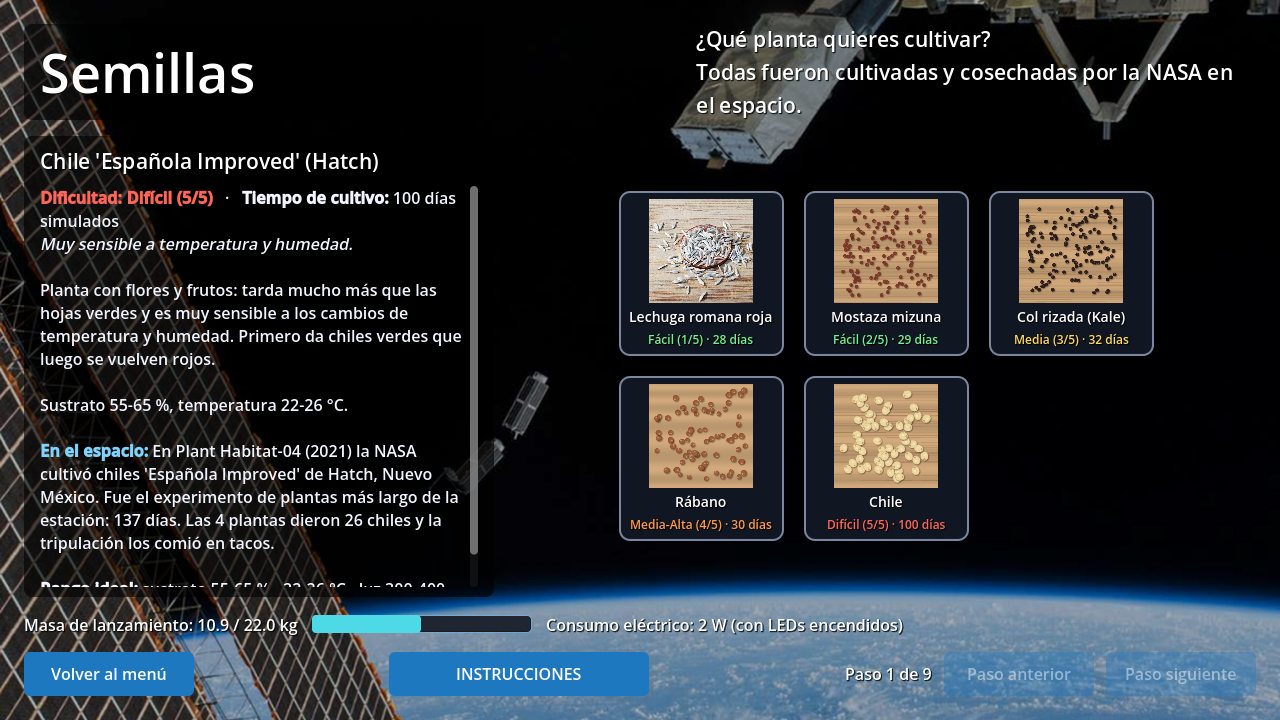 Semillas
¿Qué planta quieres cultivar?
Todas fueron cultivadas y cosechadas por la NASA en
el espacio.
Chile 'Española Improved' (Hatch)
Dificultad: Difícil (5/5) · Tiempo de cultivo: 100 días
simulados
Muy sensible a temperatura y humedad.
Planta con flores y frutos: tarda mucho más que las
hojas verdes y es muy sensible a los cambios de
temperatura y humedad. Primero da chiles verdes que
luego se vuelven rojos.
Sustrato 55-65 %, temperatura 22-26 °C.
En el espacio: En Plant Habitat-04 (2021) la NASA
cultivó chiles 'Española Improved' de Hatch, Nuevo
México. Fue el experimento de plantas más largo de la
estación: 137 días. Las 4 plantas dieron 26 chiles y la
tripulación los comió en tacos.
Lechuga romana roja
Fácil (1/5) · 28 días
Mostaza mizuna
Fácil (2/5) · 29 días
Col rizada (Kale)
Media (3/5) · 32 días
Rábano
Media-Alta (4/5) · 30 días
Chile
Difícil (5/5) · 100 días
Masa de lanzamiento: 10.9 / 22.0 kg
Consumo eléctrico: 2 W (con LEDs encendidos)
Volver al menú
INSTRUCCIONES
Paso 1 de 9
Paso anterior
Paso siguiente